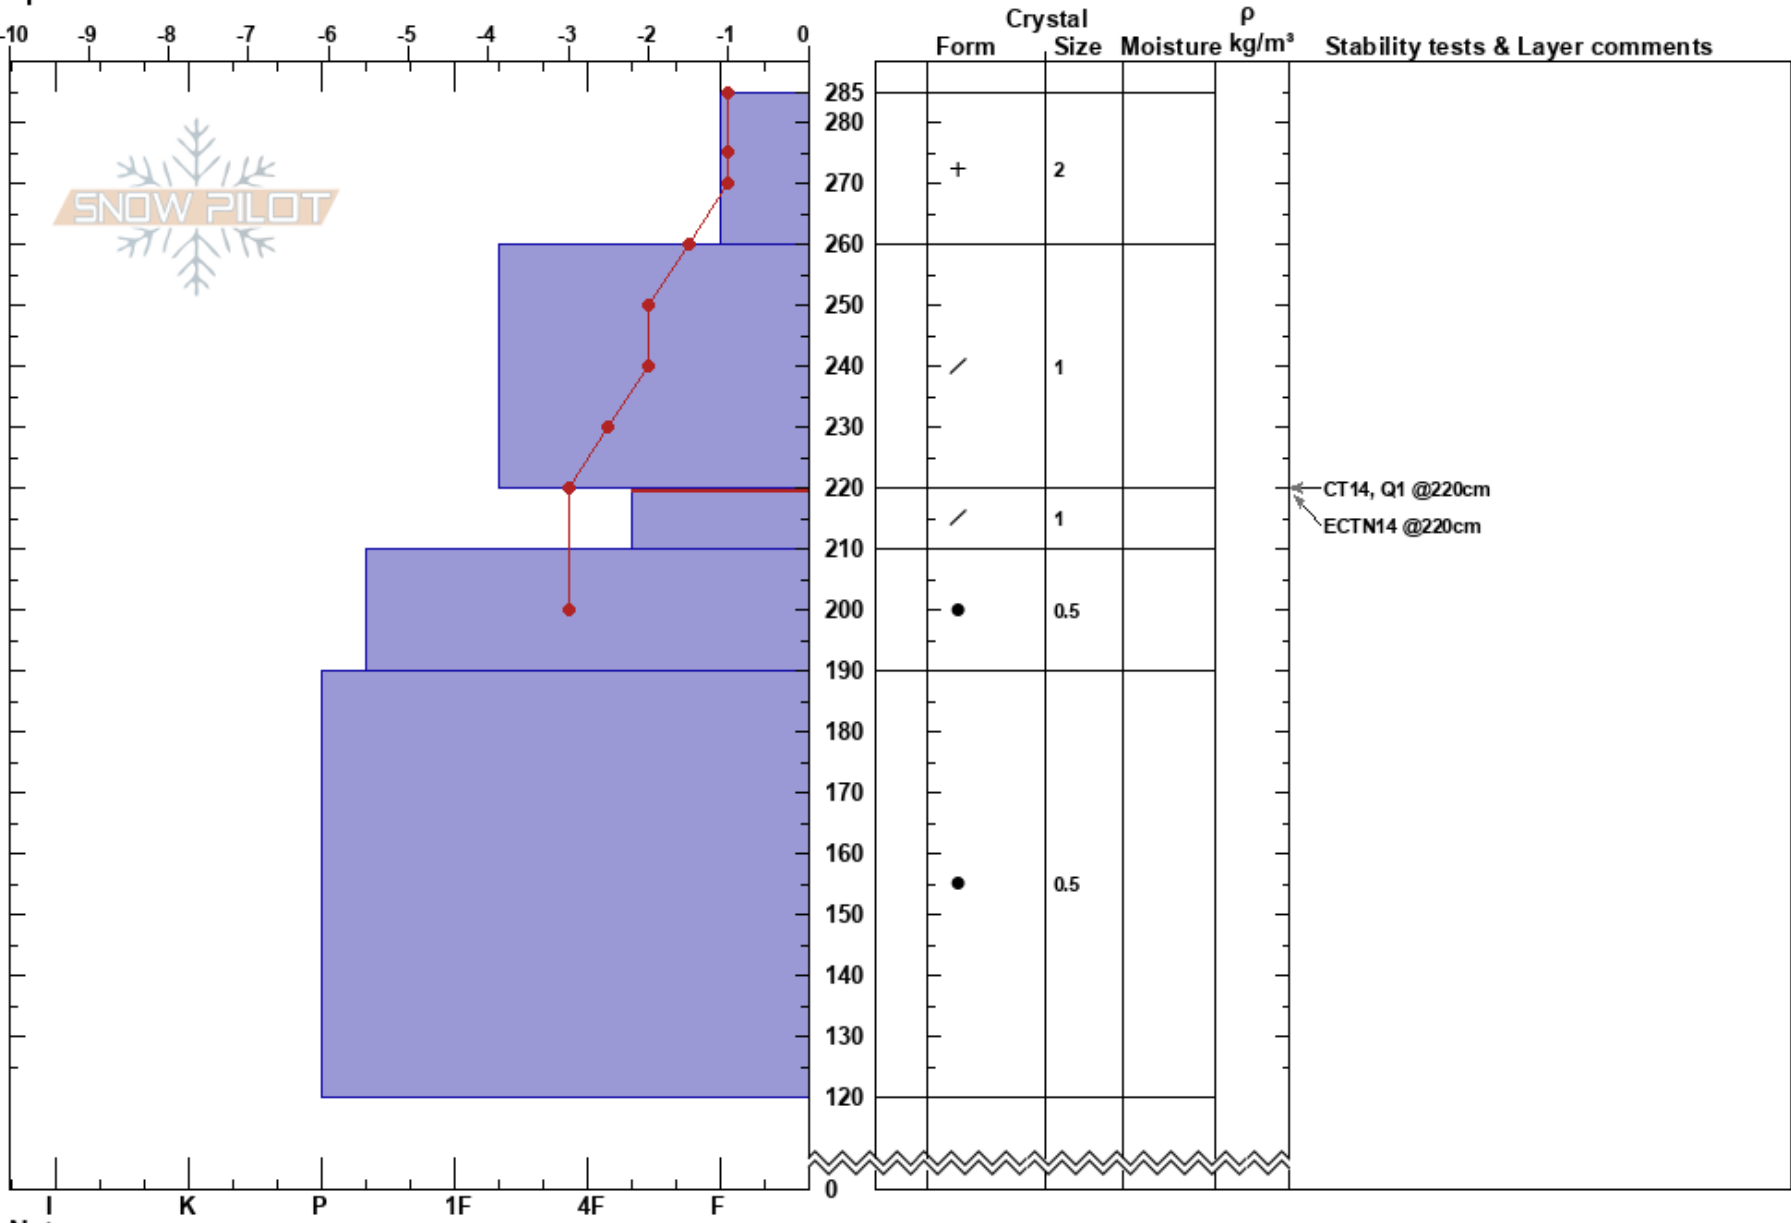 Crystal ρ
-10 -9 -8 -7 -6 -5 -4 -3 -2 -1 0 Form Size Moisture kg/m³ Stability tests & Layer comments
285
280
270 + 2
SNOW PILOT
260
250
240 1
230
220 CT14, Q1 @220cm
1
ECTN14 @220cm
210
200 0.5
190
180
170
160
0.5
150
140
130
120
0
I K P 1F 4F F